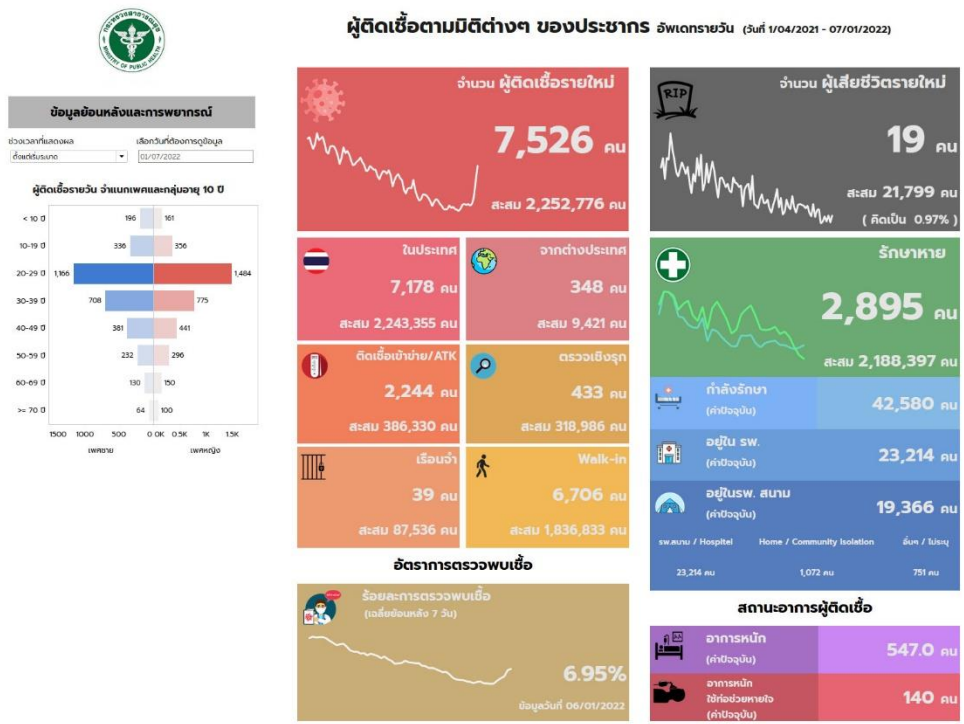 ผู้ติดเชื้อตามมิติต่างๆ ของประชากร อัพเดทรายวัน (วันที่ 1/04/2021 - 07/01/2022)
กระทรวงสาธารณสุข
MINISTRY OF PUBLIC HEALTH
ข้อมูลย้อนหลังและการพยากรณ์
ช่วงเวลาที่แสดงผล
ตั้งแต่เริ่มระบาด
เลือกวันที่ต้องการดูข้อมูล
01/07/2022
ผู้ติดเชื้อรายวัน จำแนกเพศและกลุ่มอายุ 10 ปี
< 10 ปี 196 161
10-19 ปี 336 356
20-29 ปี 1,166 1,484
30-39 ปี 708 775
40-49 ปี 381 441
50-59 ปี 232 296
60-69 ปี 130 150
>= 70 ปี 64 100
1500 1000 500 0 0K 0.5K 1K 1.5K
เพศชาย เพศหญิง
จำนวน ผู้ติดเชื้อรายใหม่
7,526 คน
สะสม 2,252,776 คน
ในประเทศ
7,178 คน
สะสม 2,243,355 คน
จากต่างประเทศ
348 คน
สะสม 9,421 คน
ติดเชื้อเข้าข่าย/ATK
2,244 คน
สะสม 386,330 คน
ตรวจเชิงรุก
433 คน
สะสม 318,986 คน
เรือนจำ
39 คน
สะสม 87,536 คน
Walk-in
6,706 คน
สะสม 1,836,833 คน
อัตราการตรวจพบเชื้อ
ร้อยละการตรวจพบเชื้อ
(เฉลี่ยย้อนหลัง 7 วัน)
6.95%
ข้อมูลวันที่ 06/01/2022
RIP
จำนวน ผู้เสียชีวิตรายใหม่
19 คน
สะสม 21,799 คน
( คิดเป็น 0.97% )
รักษาหาย
2,895 คน
สะสม 2,188,397 คน
กำลังรักษา
(ค่าปัจจุบัน)
42,580 คน
อยู่ใน รพ.
(ค่าปัจจุบัน)
23,214 คน
อยู่ในรพ. สนาม
(ค่าปัจจุบัน)
19,366 คน
รพ.สนาม / Hospitel Home / Community Isolation อื่นๆ / ไม่ระบุ
23,214 คน 1,072 คน 751 คน
สถานะอาการผู้ติดเชื้อ
อาการหนัก
(ค่าปัจจุบัน)
547.0 คน
อาการหนัก
ใช้ท่อช่วยหายใจ
(ค่าปัจจุบัน)
140 คน